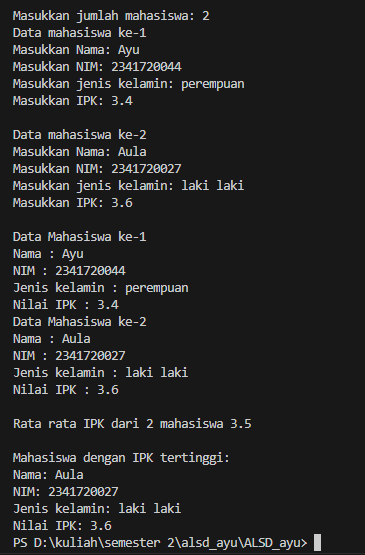 Masukkan jumlah mahasiswa: 2
Data mahasiswa ke-1
Masukkan Nama: Ayu
Masukkan NIM: 2341720044
Masukkan jenis kelamin: perempuan
Masukkan IPK: 3.4

Data mahasiswa ke-2
Masukkan Nama: Aula
Masukkan NIM: 2341720027
Masukkan jenis kelamin: laki laki
Masukkan IPK: 3.6

Data Mahasiswa ke-1
Nama : Ayu
NIM : 2341720044
Jenis kelamin : perempuan
Nilai IPK : 3.4
Data Mahasiswa ke-2
Nama : Aula
NIM : 2341720027
Jenis kelamin : laki laki
Nilai IPK : 3.6

Rata rata IPK dari 2 mahasiswa 3.5

Mahasiswa dengan IPK tertinggi:
Nama: Aula
NIM: 2341720027
Jenis kelamin: laki laki
Nilai IPK: 3.6
PS D:\kuliah\semester 2\alsd_ayu\ALSD_ayu>